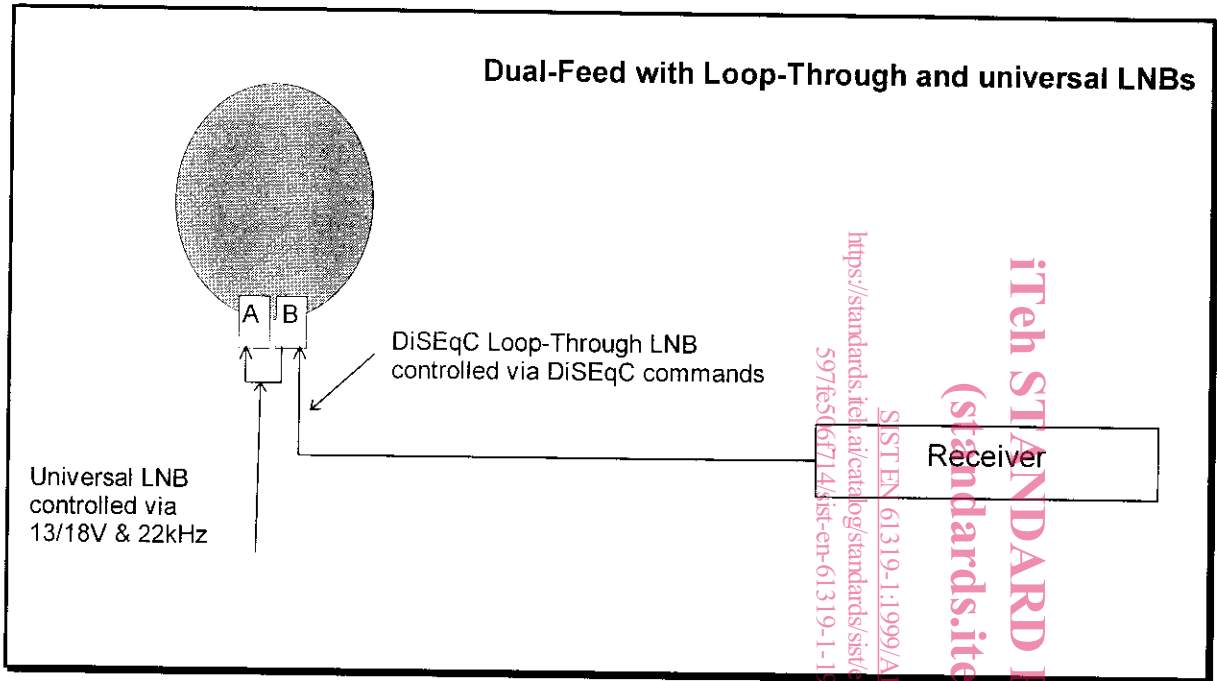 Dual-Feed with Loop-Through and universal LNBs
A B
DiSEqC Loop-Through LNB
controlled via DiSEqC commands
Receiver
Universal LNB
controlled via
13/18V & 22kHz
iTeh STANDARD
(standards.ite
SIST EN 61319-1:1999/A1
https://standards.iteh.ai/catalog/standards/sist/e
597fe506f714/sist-en-61319-1-19